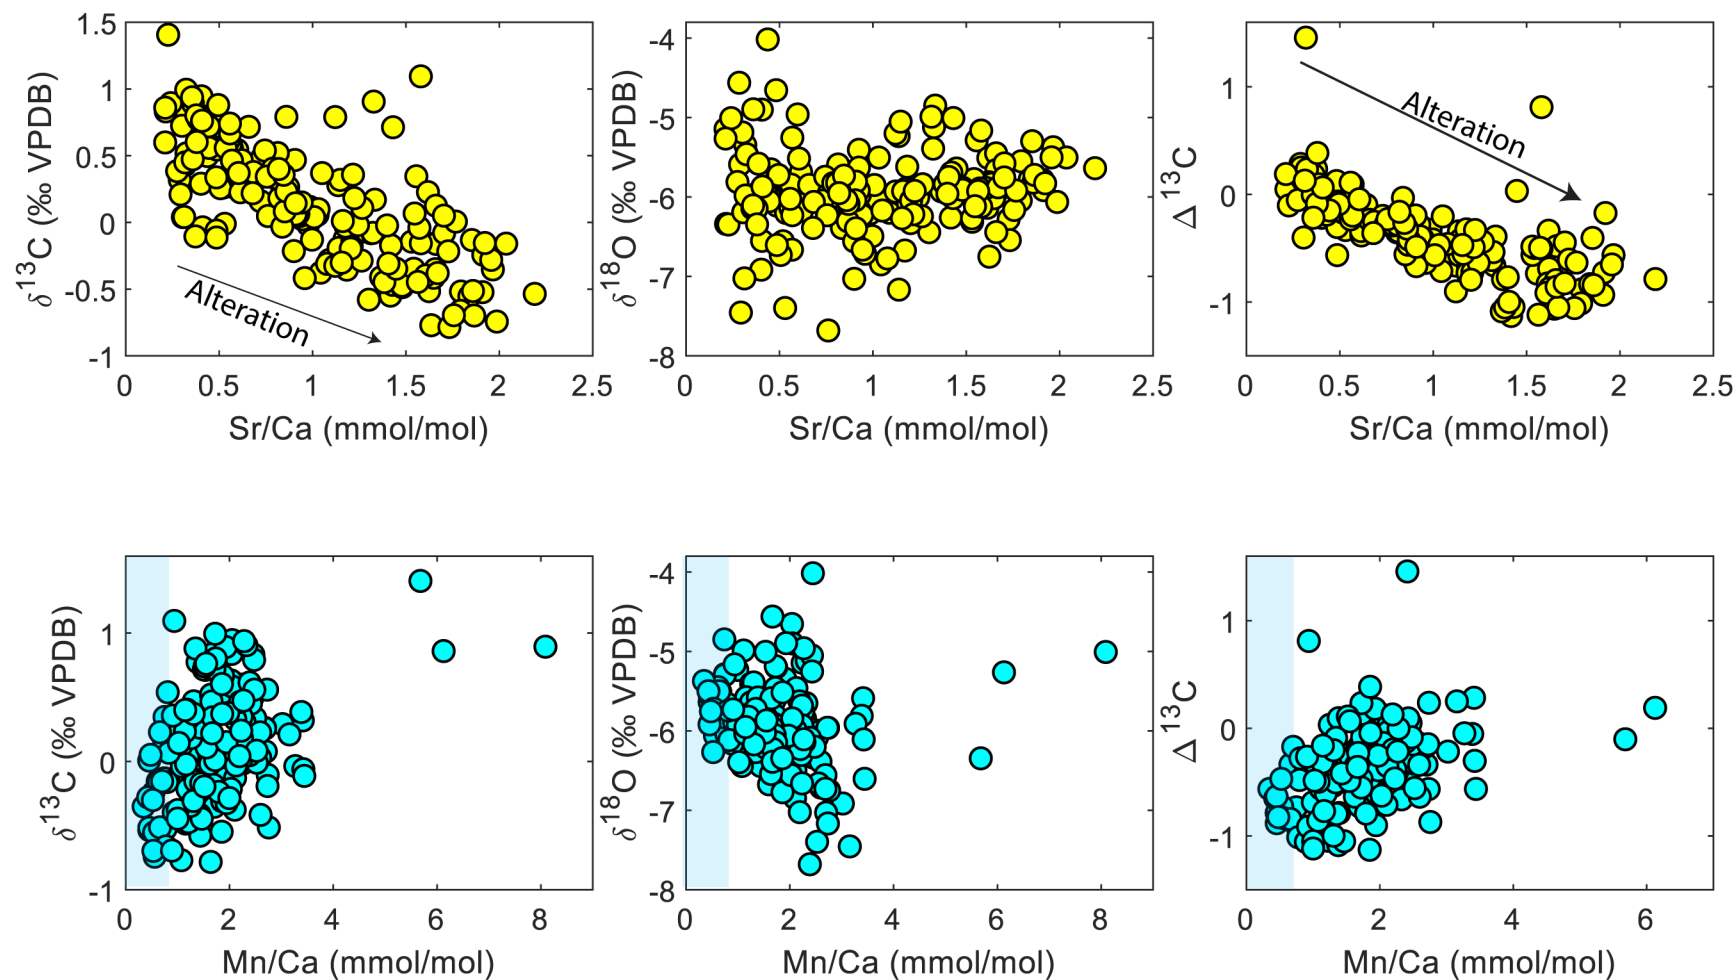 1.5
1
0.5
0
-0.5
-1
δ13C (‰ VPDB)
Alteration
0 0.5 1 1.5 2 2.5
Sr/Ca (mmol/mol)
-4
-5
-6
-7
-8
δ18O (‰ VPDB)
0 0.5 1 1.5 2 2.5
Sr/Ca (mmol/mol)
1
0
-1
Δ13C
Alteration
0 0.5 1 1.5 2 2.5
Sr/Ca (mmol/mol)
1
0
-1
δ13C (‰ VPDB)
0 2 4 6 8
Mn/Ca (mmol/mol)
-4
-5
-6
-7
-8
δ18O (‰ VPDB)
0 2 4 6 8
Mn/Ca (mmol/mol)
1
0
-1
Δ13C
0 2 4 6
Mn/Ca (mmol/mol)